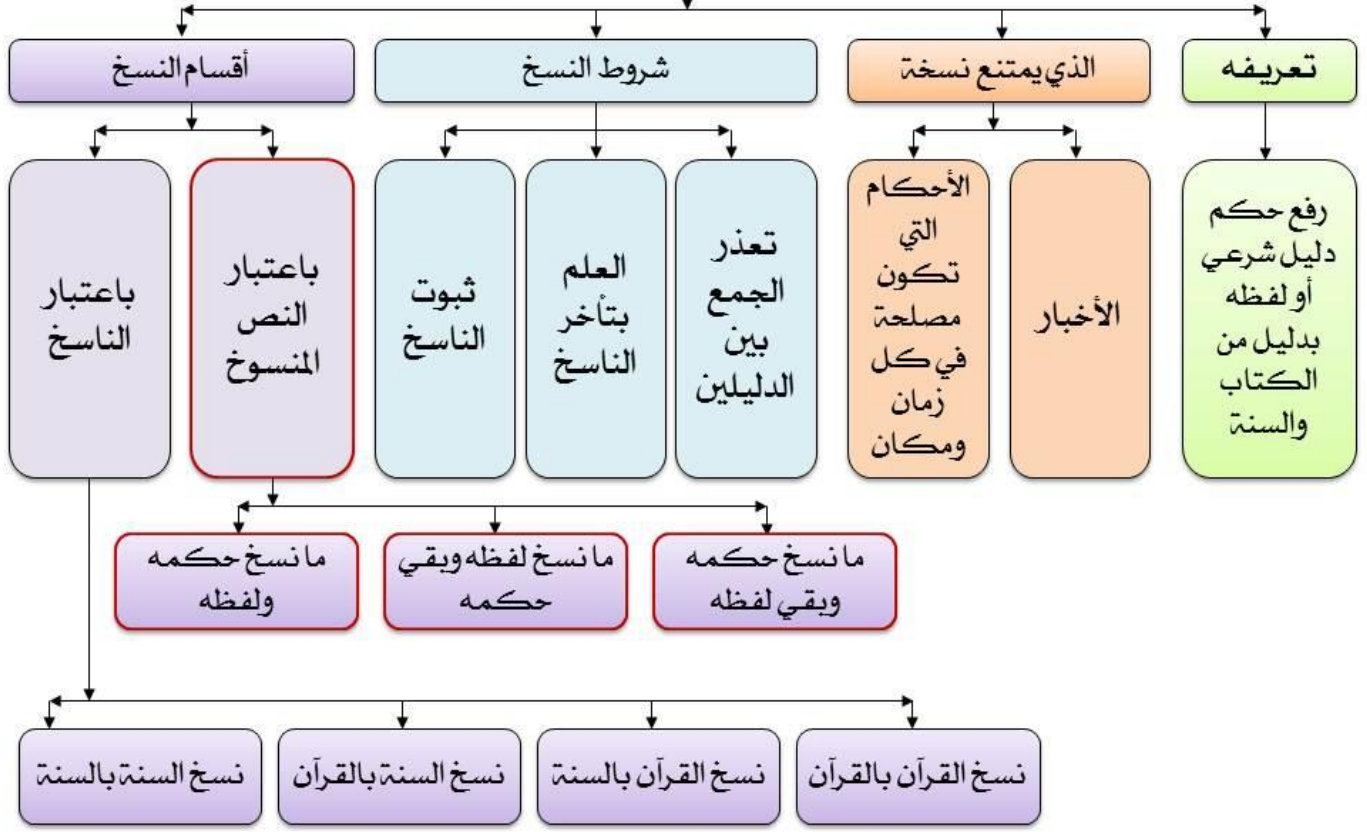 تعريفه
الذي يمتنع نسخة
شروط النسخ
أقسام النسخ
رفع حكم
دليل شرعي
أو لفظه
بدليل من
الكتاب
والسنة
الأخبار
الأحكام
التي
تكون
مصلحة
في كل
زمان
ومكان
تعذر
الجمع
بين
الدليلين
العلم
بتأخر
الناسخ
ثبوت
الناسخ
باعتبار
النص
المنسوخ
باعتبار
الناسخ
ما نسخ حكمه
وبقي لفظه
ما نسخ لفظه وبقي
حكمه
ما نسخ حكمه
ولفظه
نسخ القرآن بالقرآن
نسخ القرآن بالسنة
نسخ السنة بالقرآن
نسخ السنة بالسنة